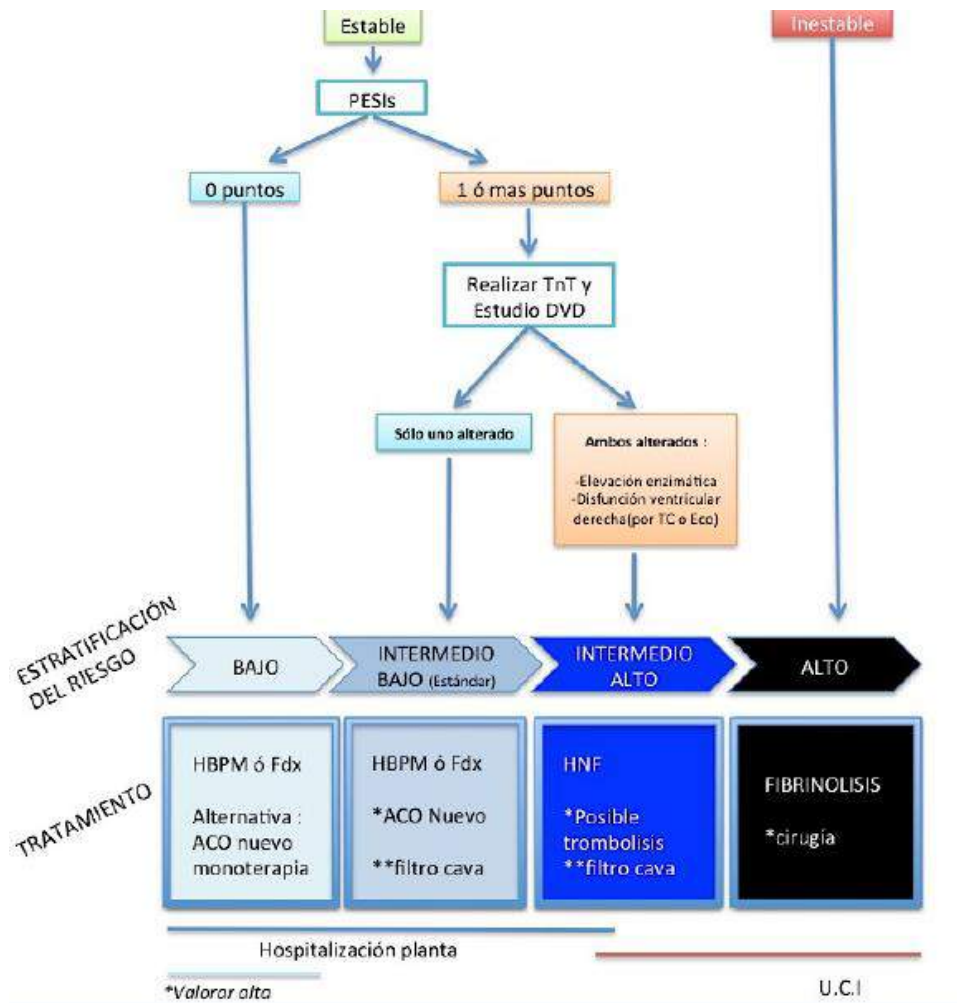 Estable
Inestable
PESIs
0 puntos
1 ó mas puntos
Realizar TnT y
Estudio DVD
Sólo uno alterado
Ambos alterados :
-Elevación enzimática
-Disfunción ventricular
derecha(por TC o Eco)
ESTRATIFICACIÓN
DEL RIESGO
BAJO
INTERMEDIO
BAJO (Estándar)
INTERMEDIO
ALTO
ALTO
TRATAMIENTO
HBPM ó Fdx
Alternativa :
ACO nuevo
monoterapia
HBPM ó Fdx
*ACO Nuevo
**filtro cava
HNF
*Posible
trombolisis
**filtro cava
FIBRINOLISIS
*cirugía
Hospitalización planta
*Valorar alta
U.C.I